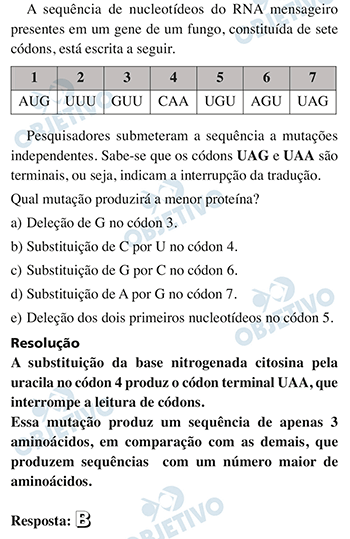 A sequência de nucleotídeos do RNA mensageiro
presentes em um gene de um fungo, constituída de sete
códons, está escrita a seguir.
1 2 3 4 5 6 7
AUG UUU GUU CAA UGU AGU UAG
Pesquisadores submeteram a sequência a mutações
independentes. Sabe-se que os códons UAG e UAA são
terminais, ou seja, indicam a interrupção da tradução.
Qual mutação produzirá a menor proteína?
a) Deleção de G no códon 3.
b) Substituição de C por U no códon 4.
c) Substituição de G por C no códon 6.
d) Substituição de A por G no códon 7.
e) Deleção dos dois primeiros nucleotídeos no códon 5.
Resolução
A substituição da base nitrogenada citosina pela
uracila no códon 4 produz o códon terminal UAA, que
interrompe a leitura de códons.
Essa mutação produz um sequência de apenas 3
aminoácidos, em comparação com as demais, que
produzem sequências com um número maior de
aminoácidos.
Resposta: B
OBJETIVO
OBJETIVO
OBJETIVO
OBJETIVO
OBJETIVO
OBJETIVO